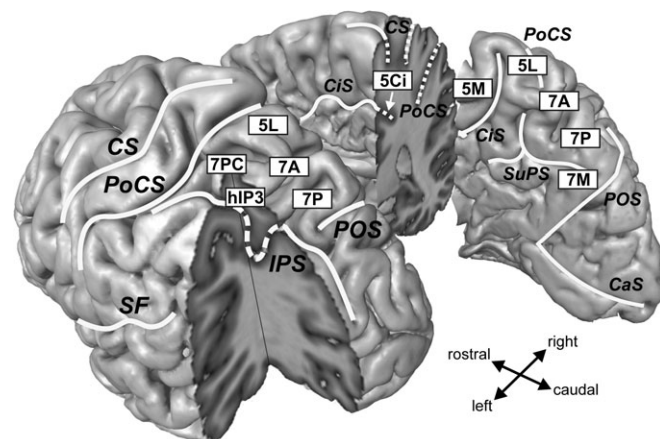 CS
PoCS
5L
7PC
7A
hIP3
7P
IPS
POS
SF
CiS
CS
5Ci
PoCS
5M
CiS
PoCS
5L
7A
7P
SuPS
7M
POS
CaS
right
rostral
caudal
left